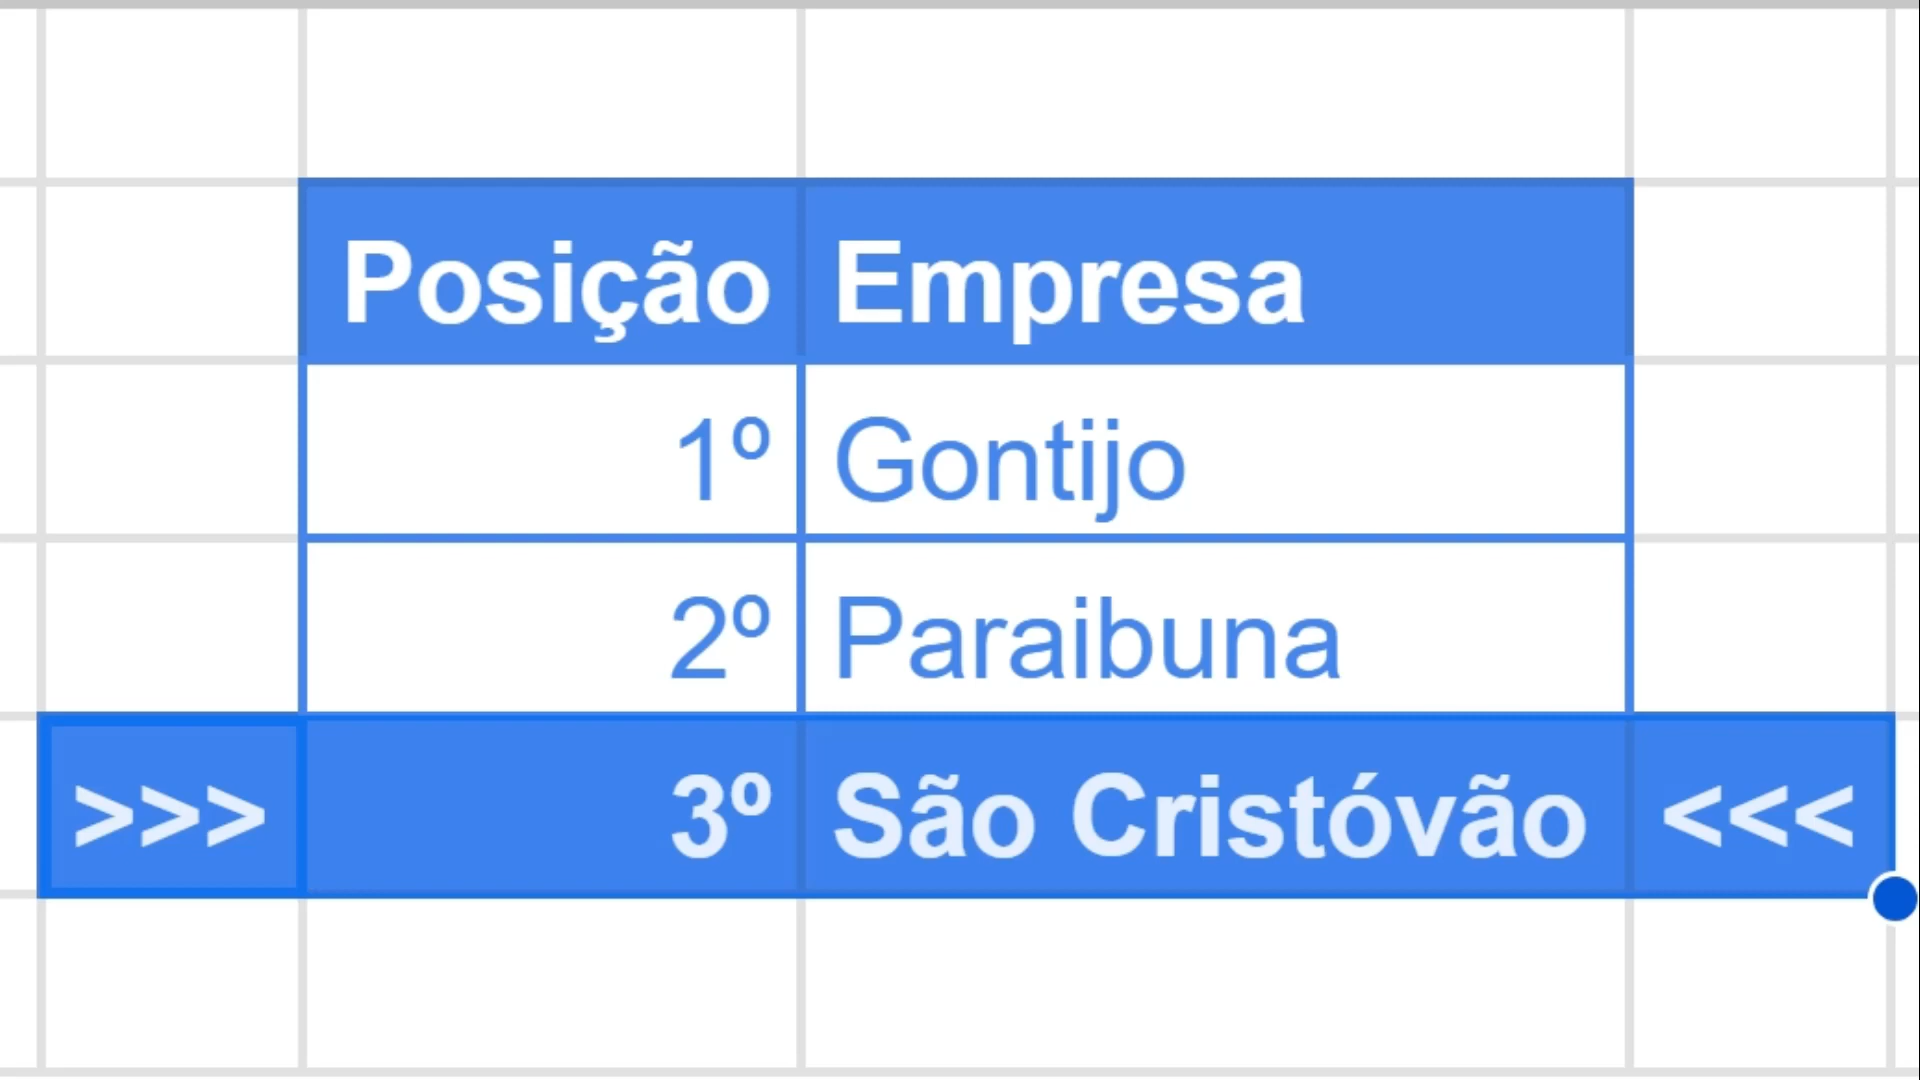 Posição Empresa
1º Gontijo
2º Paraibuna
>>> 3º São Cristóvão <<<